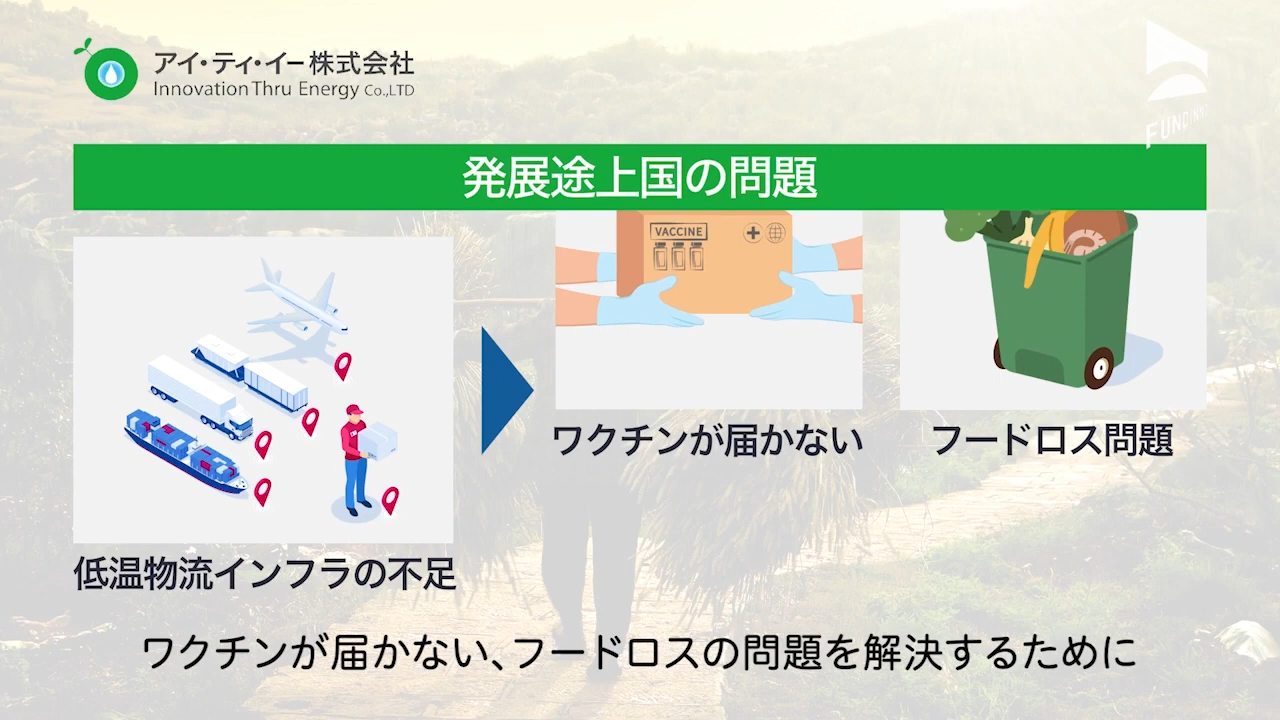 アイ・ティ・イー株式会社
Innovation Thru Energy Co.,LTD
FUNDINNO
発展途上国の問題
VACCINE
ワクチンが届かない
フードロス問題
低温物流インフラの不足
ワクチンが届かない、フードロスの問題を解決するために